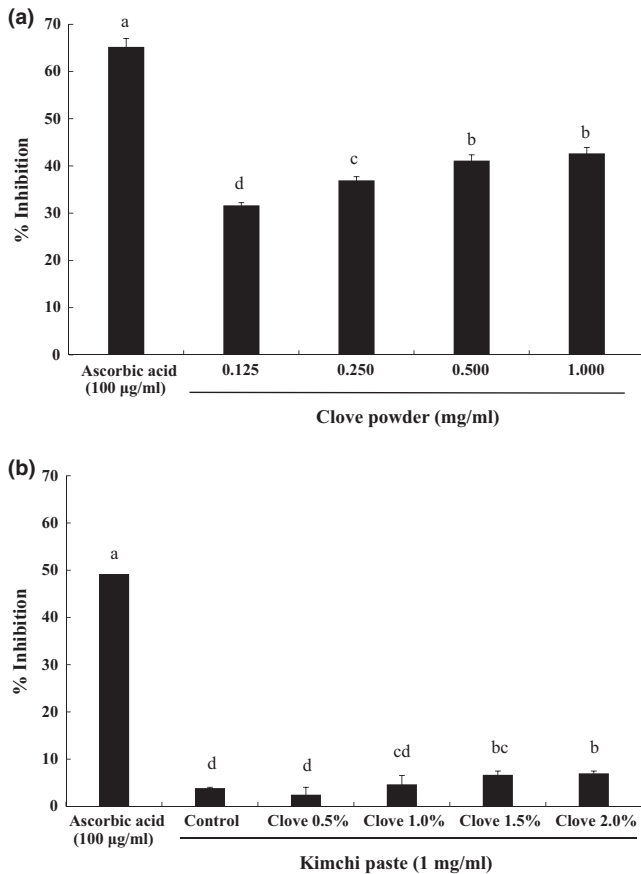 (a)
70
60
50
40
30
20
10
0
% Inhibition
a
d
c
b
b
Ascorbic acid
(100 µg/ml)
0.125 0.250 0.500 1.000
Clove powder (mg/ml)
(b)
70
60
50
40
30
20
10
0
% Inhibition
a
d
d
cd
bc
b
Ascorbic acid
(100 µg/ml)
Control Clove 0.5% Clove 1.0% Clove 1.5% Clove 2.0%
Kimchi paste (1 mg/ml)